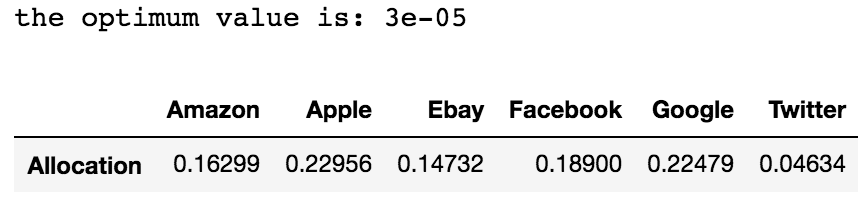 the optimum value is: 3e-05
Amazon Apple Ebay Facebook Google Twitter
Allocation 0.16299 0.22956 0.14732 0.18900 0.22479 0.04634